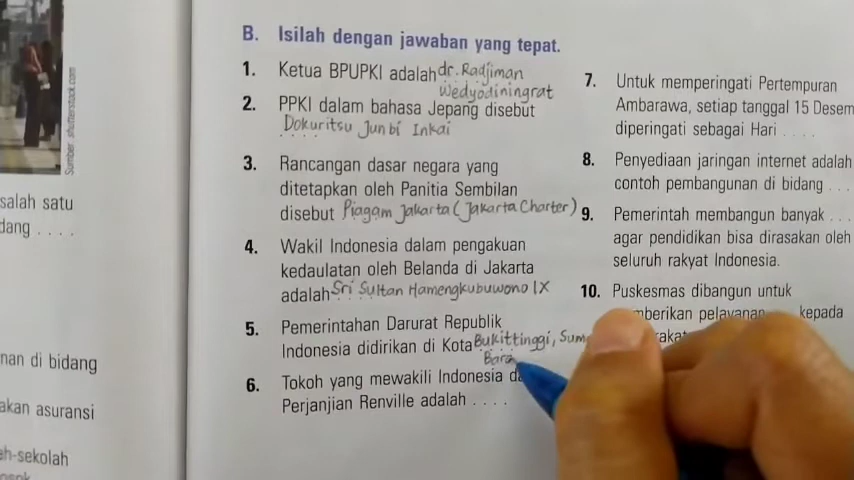 Sumber: shutterstock.com
salah satu
dang . . . .
nan di bidang
akan asuransi
ah-sekolah
B. Isilah dengan jawaban yang tepat.
1. Ketua BPUPKI adalah dr. Radjiman
Wedyodiningrat
2. PPKI dalam bahasa Jepang disebut
Dokuritsu Junbi Inkai
. . . .
3. Rancangan dasar negara yang
ditetapkan oleh Panitia Sembilan
disebut Piagam Jakarta (Jakarta Charter)
4. Wakil Indonesia dalam pengakuan
kedaulatan oleh Belanda di Jakarta
adalah Sri Sultan Hamengkubuwono IX
5. Pemerintahan Darurat Republik
Indonesia didirikan di Kota Bukittinggi, Sum
Bara
6. Tokoh yang mewakili Indonesia da
Perjanjian Renville adalah . . . .
7. Untuk memperingati Pertempuran
Ambarawa, setiap tanggal 15 Desem
diperingati sebagai Hari . . . .
8. Penyediaan jaringan internet adalah
contoh pembangunan di bidang . . .
9. Pemerintah membangun banyak . . .
agar pendidikan bisa dirasakan oleh
seluruh rakyat Indonesia.
10. Puskesmas dibangun untuk
mberikan pelayanan kepada